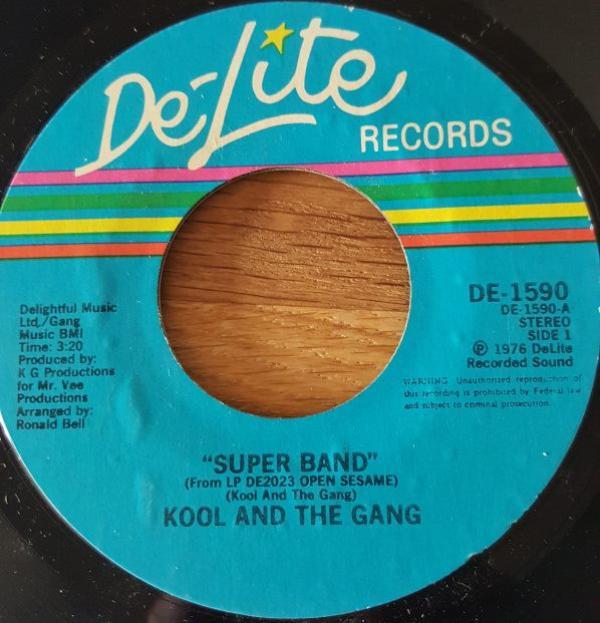 De-Lite
RECORDS
Delightful Music
Ltd./Gang
Music BMI
Time: 3:20
Produced by:
K G Productions
for Mr. Vee
Productions
Arranged by:
Ronald Bell
DE-1590
DE-1590-A
STEREO
SIDE 1
℗ 1976 DeLite
Recorded Sound
WARNING Unauthorized reproduction of
this recording is prohibited by Federal law
and subject to criminal prosecution.
"SUPER BAND"
(From LP DE2023 OPEN SESAME)
(Kool And The Gang)
KOOL AND THE GANG